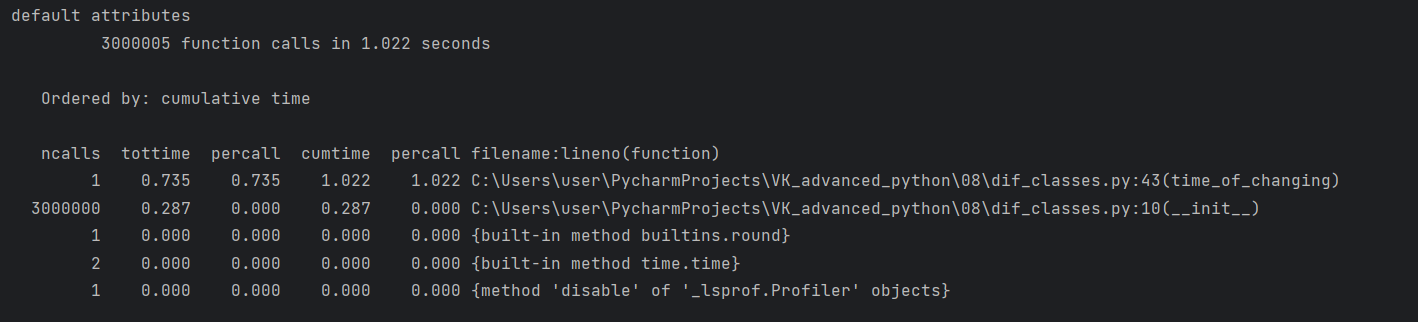 default attributes
3000005 function calls in 1.022 seconds
Ordered by: cumulative time
ncalls tottime percall cumtime percall filename:lineno(function)
1 0.735 0.735 1.022 1.022 C:\Users\user\PycharmProjects\VK_advanced_python\08\dif_classes.py:43(time_of_changing)
3000000 0.287 0.000 0.287 0.000 C:\Users\user\PycharmProjects\VK_advanced_python\08\dif_classes.py:10(__init__)
1 0.000 0.000 0.000 0.000 {built-in method builtins.round}
2 0.000 0.000 0.000 0.000 {built-in method time.time}
1 0.000 0.000 0.000 0.000 {method 'disable' of '_lsprof.Profiler' objects}